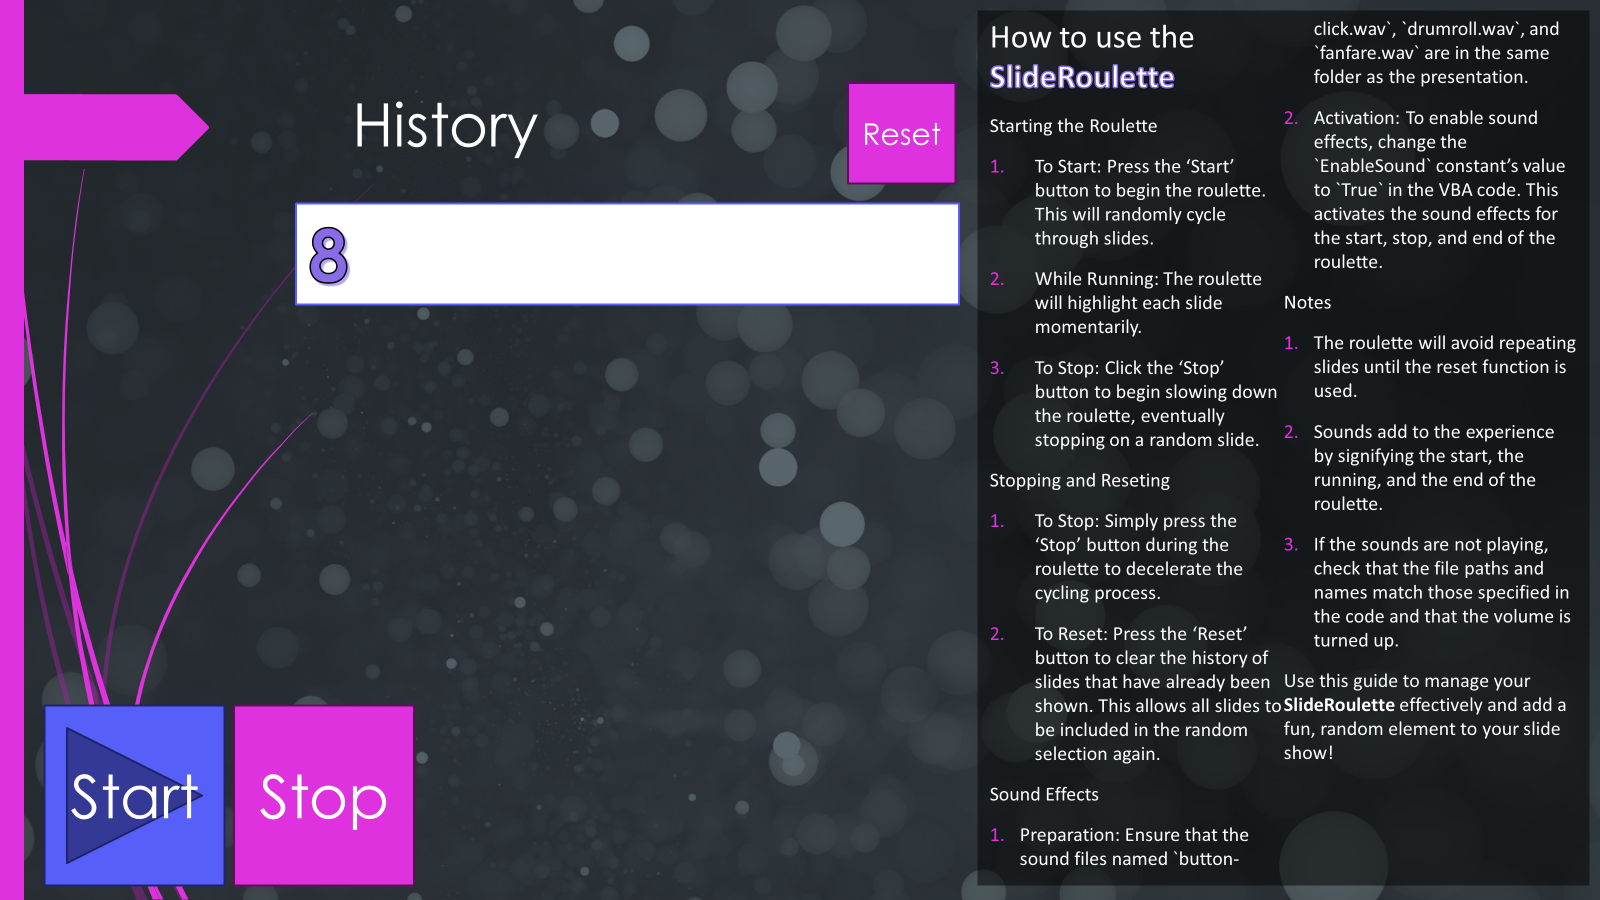 History
Reset
8
Start
Stop
How to use the
SlideRoulette
Starting the Roulette
1. To Start: Press the ‘Start’
button to begin the roulette.
This will randomly cycle
through slides.
2. While Running: The roulette
will highlight each slide
momentarily.
3. To Stop: Click the ‘Stop’
button to begin slowing down
the roulette, eventually
stopping on a random slide.
Stopping and Reseting
1. To Stop: Simply press the
‘Stop’ button during the
roulette to decelerate the
cycling process.
2. To Reset: Press the ‘Reset’
button to clear the history of
slides that have already been
shown. This allows all slides to
be included in the random
selection again.
Sound Effects
1. Preparation: Ensure that the
sound files named `button-
click.wav`, `drumroll.wav`, and
`fanfare.wav` are in the same
folder as the presentation.
2. Activation: To enable sound
effects, change the
`EnableSound` constant’s value
to `True` in the VBA code. This
activates the sound effects for
the start, stop, and end of the
roulette.
Notes
1. The roulette will avoid repeating
slides until the reset function is
used.
2. Sounds add to the experience
by signifying the start, the
running, and the end of the
roulette.
3. If the sounds are not playing,
check that the file paths and
names match those specified in
the code and that the volume is
turned up.
Use this guide to manage your
SlideRoulette effectively and add a
fun, random element to your slide
show!